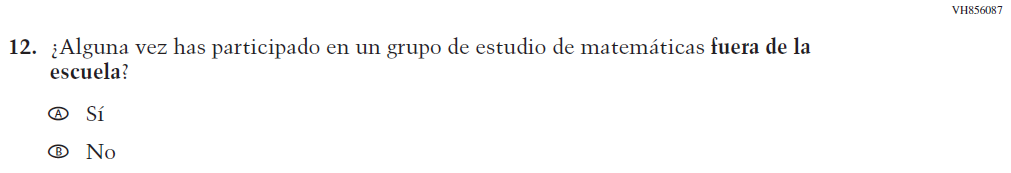 VH856087
12. ¿Alguna vez has participado en un grupo de estudio de matemáticas fuera de la
escuela?
A Sí
B No